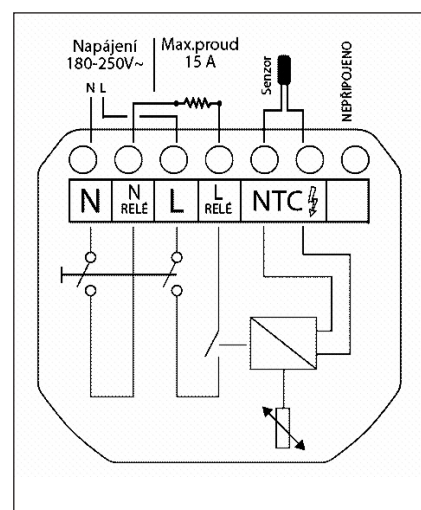 Napájení
180-250V~
Max.proud
15 A
Senzor
NEPŘIPOJENO
N L
N
N
RELÉ
L
L
RELÉ
NTC